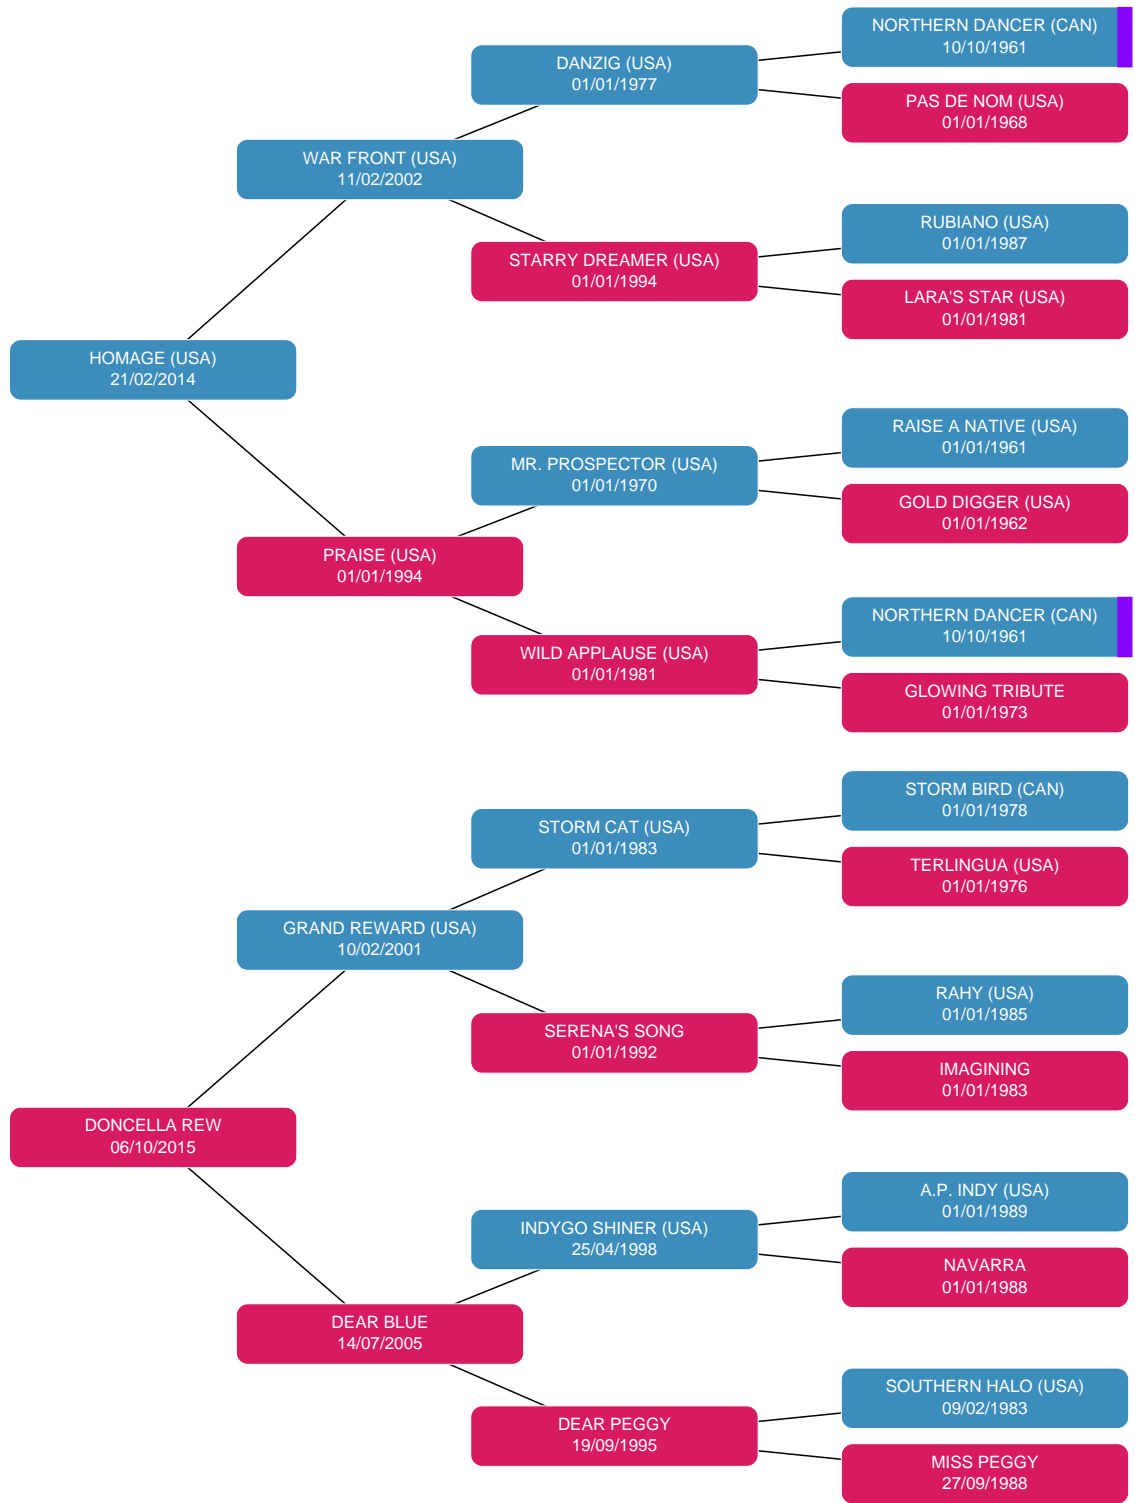 NORTHERN DANCER (CAN)
10/10/1961
DANZIG (USA)
01/01/1977
PAS DE NOM (USA)
01/01/1968
WAR FRONT (USA)
11/02/2002
RUBIANO (USA)
01/01/1987
STARRY DREAMER (USA)
01/01/1994
LARA'S STAR (USA)
01/01/1981
HOMAGE (USA)
21/02/2014
RAISE A NATIVE (USA)
01/01/1961
MR. PROSPECTOR (USA)
01/01/1970
GOLD DIGGER (USA)
01/01/1962
PRAISE (USA)
01/01/1994
NORTHERN DANCER (CAN)
10/10/1961
WILD APPLAUSE (USA)
01/01/1981
GLOWING TRIBUTE
01/01/1973
STORM BIRD (CAN)
01/01/1978
STORM CAT (USA)
01/01/1983
TERLINGUA (USA)
01/01/1976
GRAND REWARD (USA)
10/02/2001
RAHY (USA)
01/01/1985
SERENA'S SONG
01/01/1992
IMAGINING
01/01/1983
DONCELLA REW
06/10/2015
A.P. INDY (USA)
01/01/1989
INDYGO SHINER (USA)
25/04/1998
NAVARRA
01/01/1988
DEAR BLUE
14/07/2005
SOUTHERN HALO (USA)
09/02/1983
DEAR PEGGY
19/09/1995
MISS PEGGY
27/09/1988